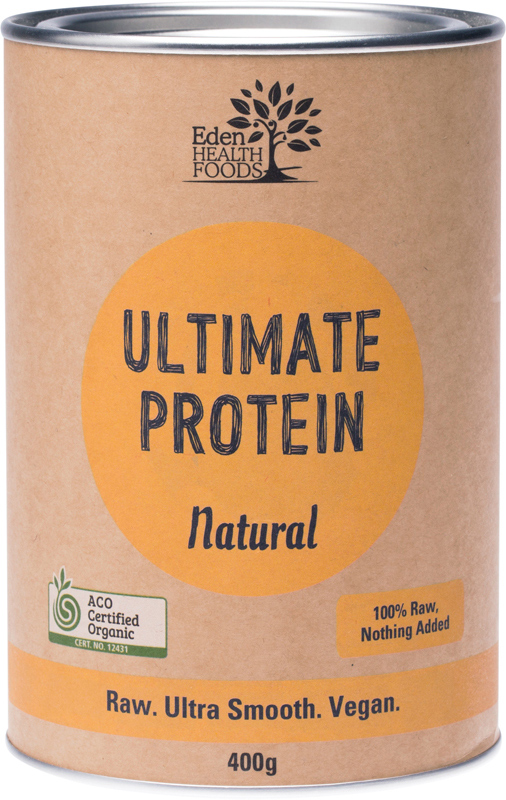 Eden
HEALTH
FOODS
ULTIMATE
PROTEIN
Natural
ACO
Certified
Organic
CERT. NO. 12431
100% Raw,
Nothing Added
Raw. Ultra Smooth. Vegan.
400g